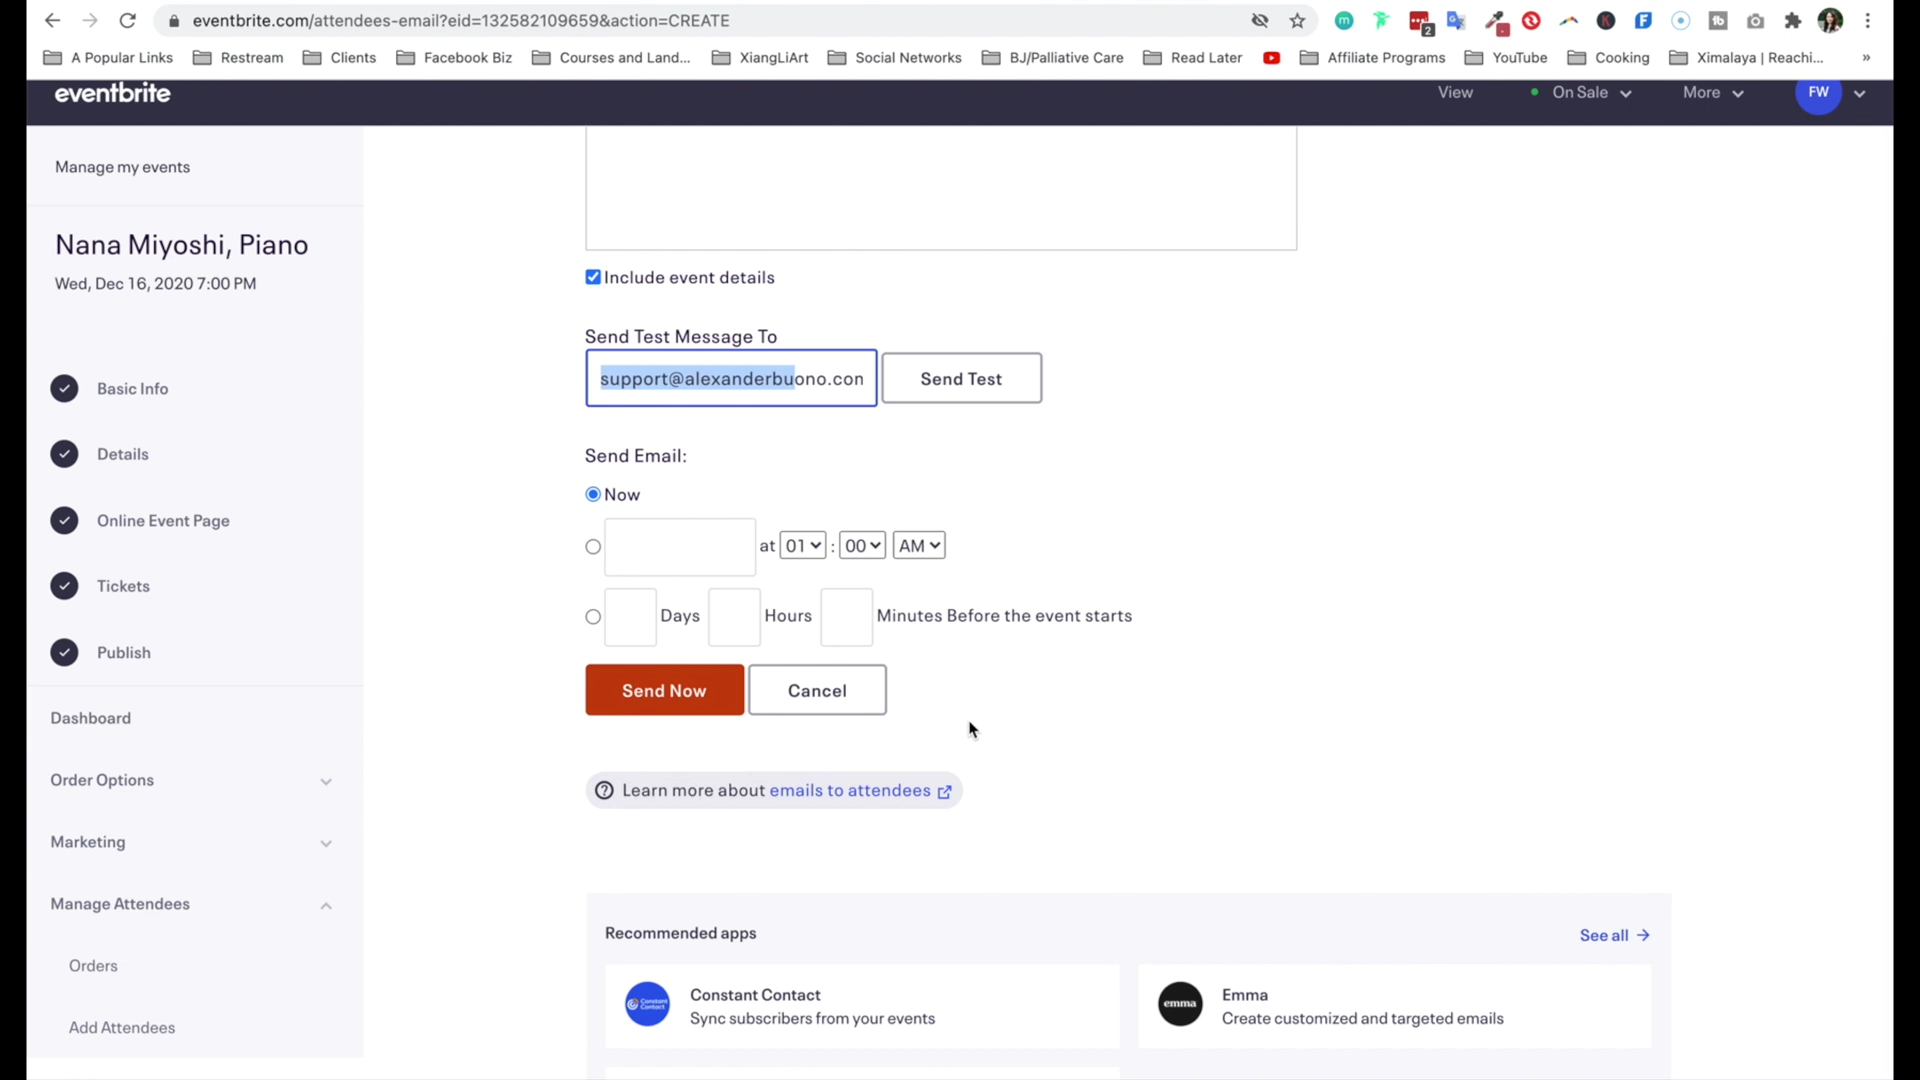 eventbrite.com/attendees-email?eid=132582109659&action=CREATE
2
A Popular Links Restream Clients Facebook Biz Courses and Land... XiangLiArt Social Networks BJ/Palliative Care Read Later Affiliate Programs YouTube Cooking Ximalaya | Reachi... »
eventbrite View On Sale More FW
Manage my events
Nana Miyoshi, Piano
Wed, Dec 16, 2020 7:00 PM
Basic Info
Details
Online Event Page
Tickets
Publish
Dashboard
Order Options
Marketing
Manage Attendees
Orders
Add Attendees
Include event details
Send Test Message To
support@alexanderbuono.com Send Test
Send Email:
Now
at 01 : 00 AM
Days Hours Minutes Before the event starts
Send Now Cancel
Learn more about emails to attendees
Recommended apps See all
Constant Contact
Constant Contact
Sync subscribers from your events
emma
Emma
Create customized and targeted emails